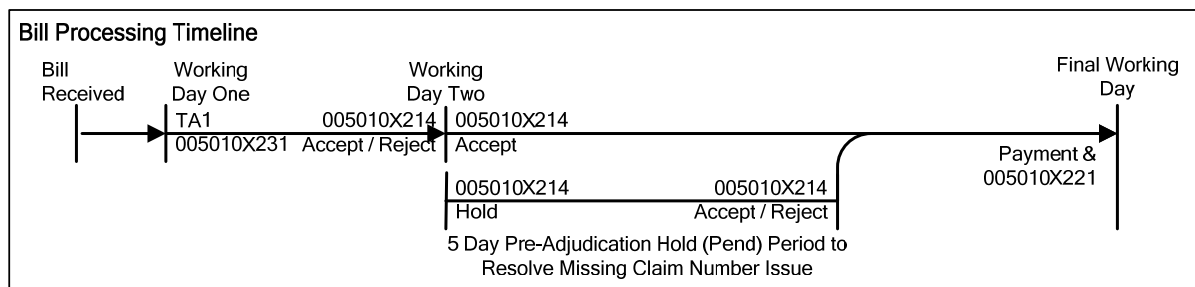 Bill Processing Timeline
Bill
Received
Working
Day One
Working
Day Two
Final Working
Day
TA1
005010X231
005010X214
Accept / Reject
005010X214
Accept
Payment &
005010X221
005010X214
Hold
005010X214
Accept / Reject
5 Day Pre-Adjudication Hold (Pend) Period to
Resolve Missing Claim Number Issue